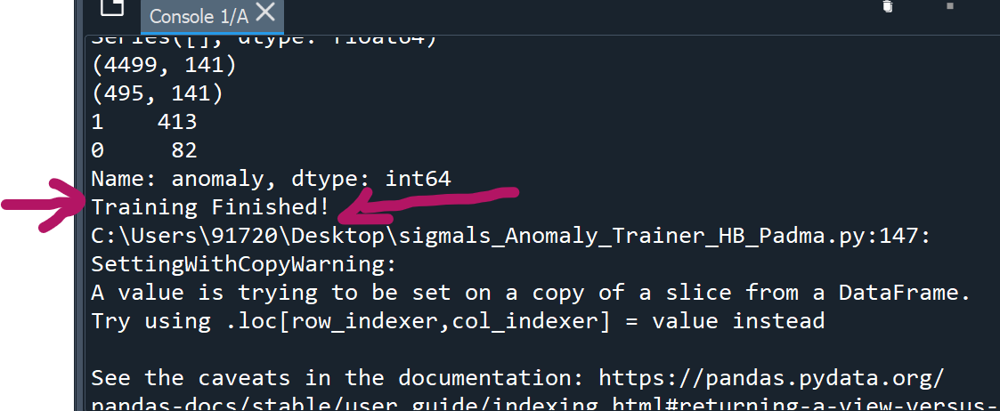 Console 1/A
Series([], dtype: float64)
(4499, 141)
(495, 141)
1    413
0     82
Name: anomaly, dtype: int64
Training Finished!
C:\Users\91720\Desktop\sigmals_Anomaly_Trainer_HB_Padma.py:147:
SettingWithCopyWarning:
A value is trying to be set on a copy of a slice from a DataFrame.
Try using .loc[row_indexer,col_indexer] = value instead
See the caveats in the documentation: https://pandas.pydata.org/
pandas-docs/stable/user_guide/indexing.html#returning-a-view-versus-